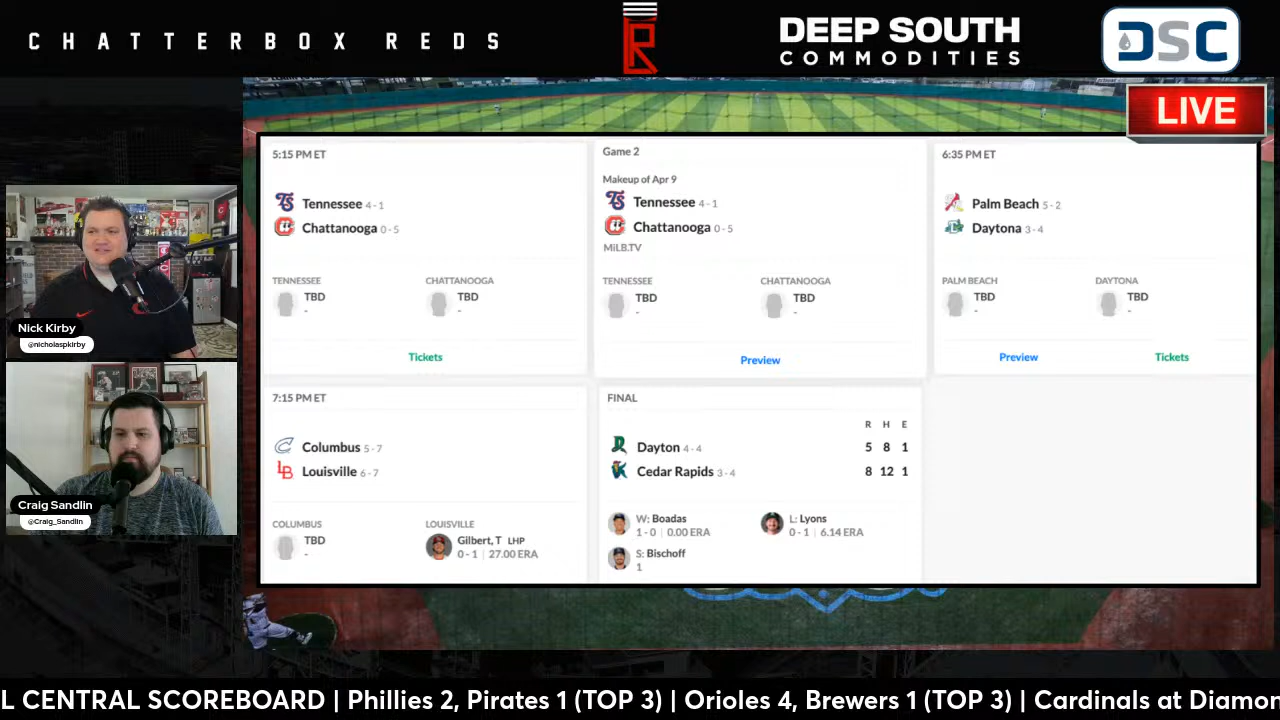 CHATTERBOX REDS
R
DEEP SOUTH
COMMODITIES
DSC
LIVE
5:15 PM ET
Tennessee 4-1
Chattanooga 0-5
TENNESSEE CHATTANOOGA
TBD TBD
- -
Tickets
Game 2
Makeup of Apr 9
Tennessee 4-1
Chattanooga 0-5
MiLB.TV
TENNESSEE CHATTANOOGA
TBD TBD
- -
Preview
6:35 PM ET
Palm Beach 5-2
Daytona 3-4
PALM BEACH DAYTONA
TBD TBD
- -
Preview Tickets
7:15 PM ET
Columbus 5-7
Louisville 6-7
COLUMBUS LOUISVILLE
TBD Gilbert, T LHP
- 0-1 | 27.00 ERA
FINAL
R H E
Dayton 4-4 5 8 1
Cedar Rapids 3-4 8 12 1
W: Boadas L: Lyons
1-0 | 0.00 ERA 0-1 | 6.14 ERA
S: Bischoff
1
Nick Kirby
@nicholaspkirby
Craig Sandlin
@Craig_Sandlin
L CENTRAL SCOREBOARD | Phillies 2, Pirates 1 (TOP 3) | Orioles 4, Brewers 1 (TOP 3) | Cardinals at Diamon